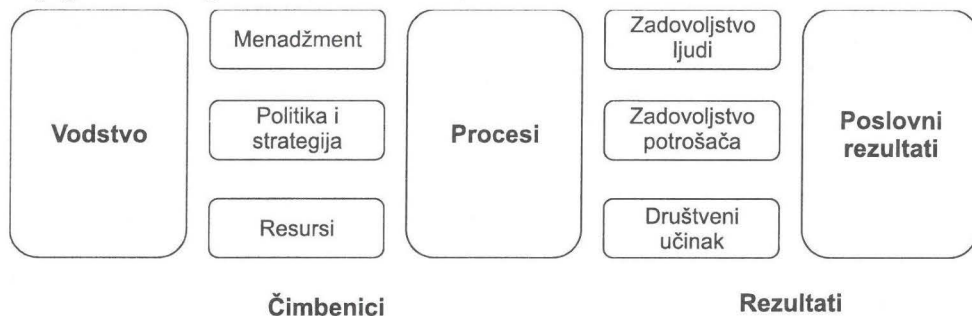 Vodstvo
Menadžment
Politika i
strategija
Resursi
Procesi
Zadovoljstvo
ljudi
Zadovoljstvo
potrošača
Društveni
učinak
Poslovni
rezultati
Čimbenici
Rezultati